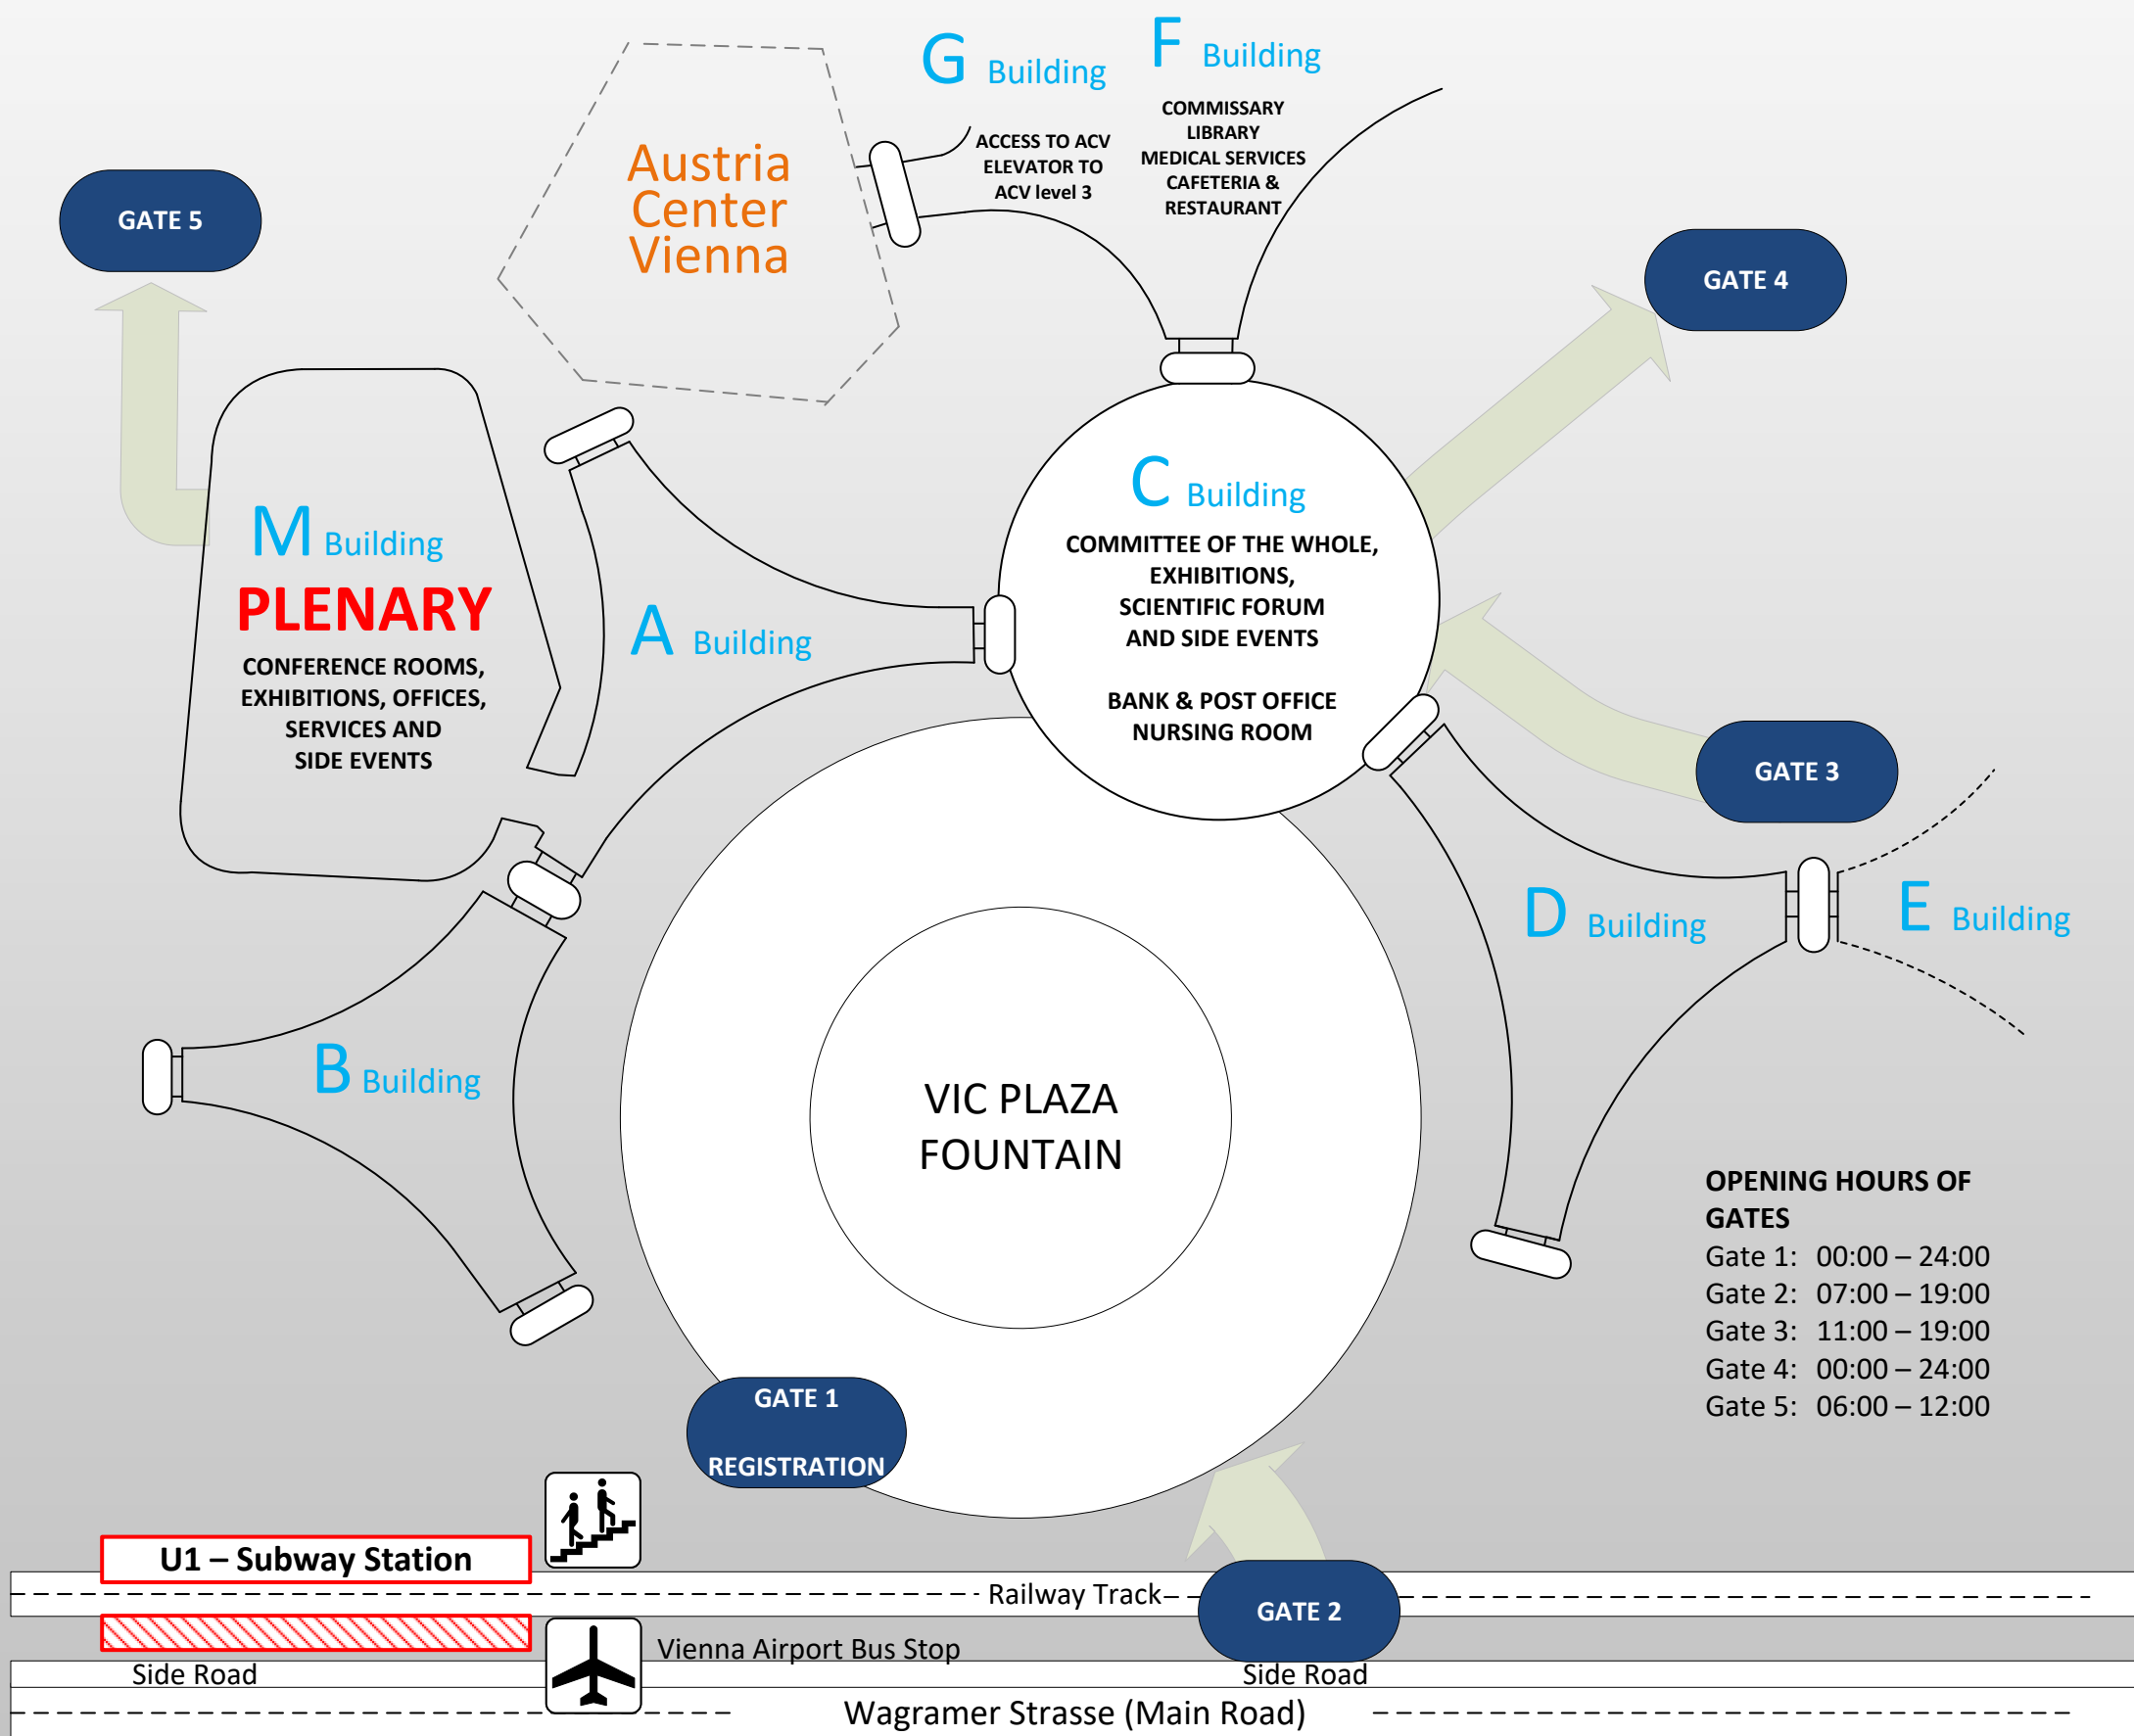 G Building
F Building
COMMISSARY
LIBRARY
MEDICAL SERVICES
CAFETERIA &
RESTAURANT
ACCESS TO ACV
ELEVATOR TO
ACV level 3
Austria
Center
Vienna
GATE 5
GATE 4
C Building
COMMITTEE OF THE WHOLE,
EXHIBITIONS,
SCIENTIFIC FORUM
AND SIDE EVENTS
BANK & POST OFFICE
NURSING ROOM
M Building
PLENARY
CONFERENCE ROOMS,
EXHIBITIONS, OFFICES,
SERVICES AND
SIDE EVENTS
A Building
GATE 3
D Building
E Building
B Building
VIC PLAZA
FOUNTAIN
OPENING HOURS OF
GATES
Gate 1: 00:00 – 24:00
Gate 2: 07:00 – 19:00
Gate 3: 11:00 – 19:00
Gate 4: 00:00 – 24:00
Gate 5: 06:00 – 12:00
GATE 1
REGISTRATION
U1 – Subway Station
Railway Track
GATE 2
Vienna Airport Bus Stop
Side Road
Side Road
Wagramer Strasse (Main Road)